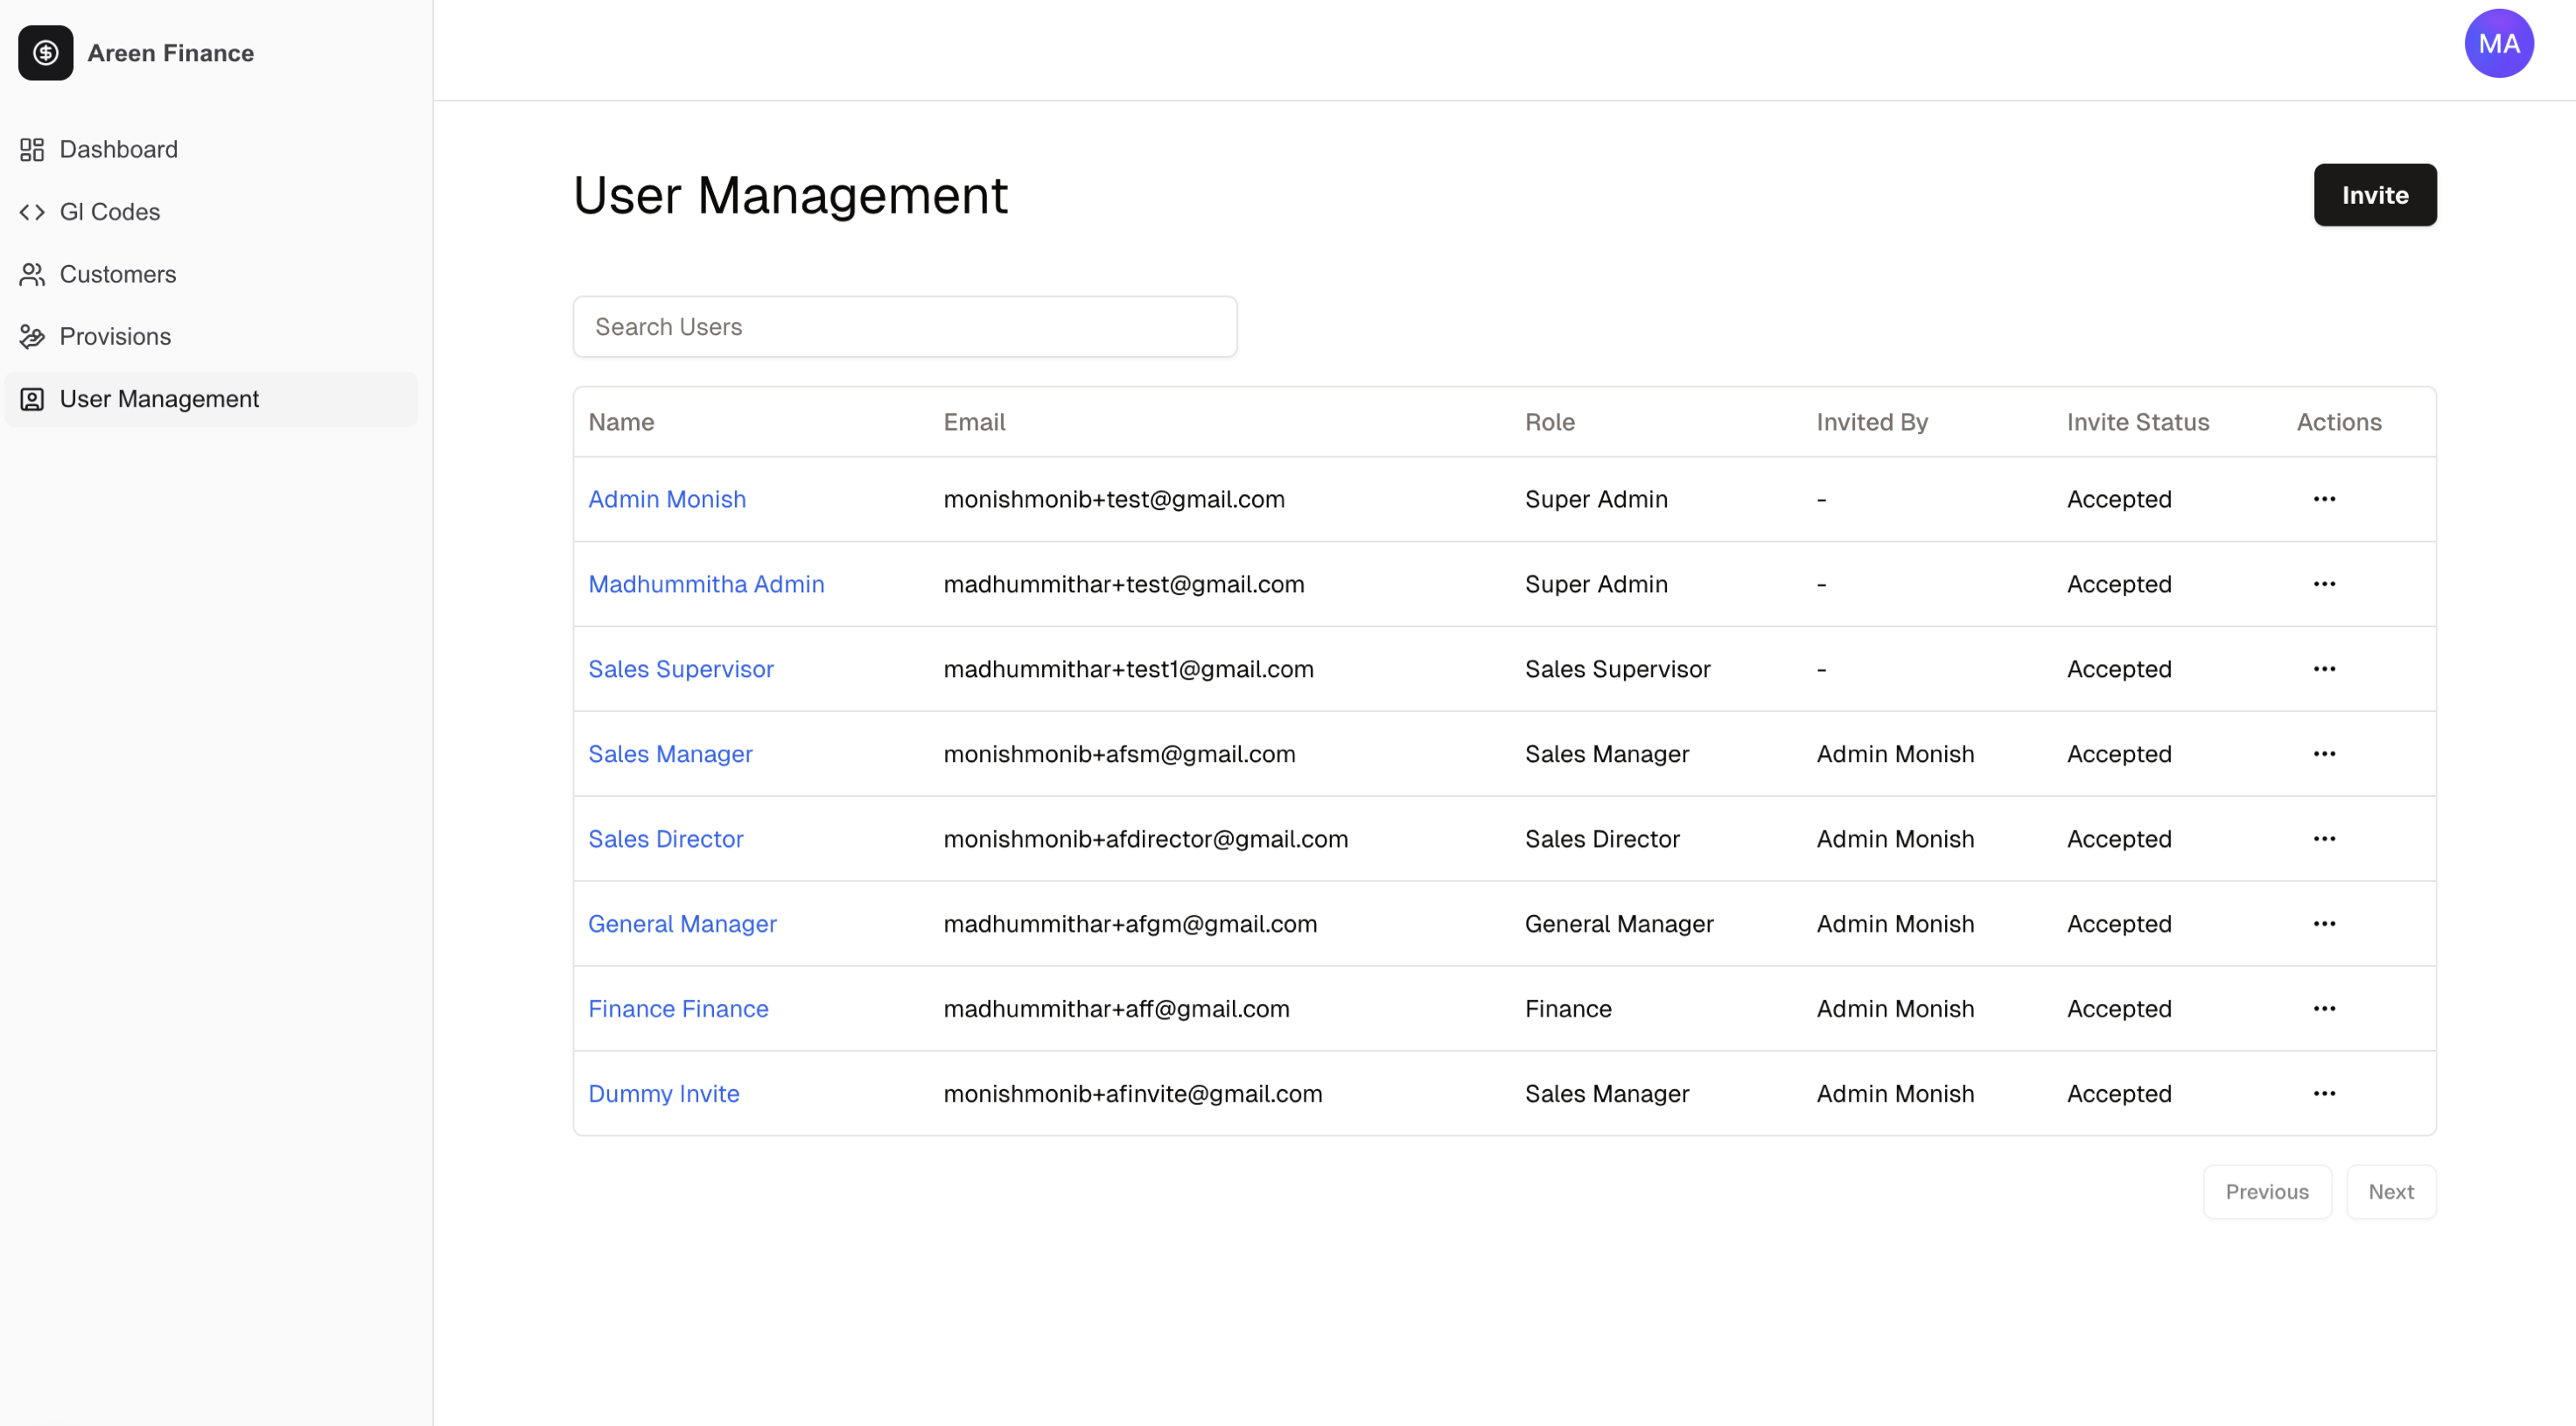 Areen Finance
MA
Dashboard
GI Codes
Customers
Provisions
User Management
User Management
Invite
Search Users
Name Email Role Invited By Invite Status Actions
Admin Monish monishmonib+test@gmail.com Super Admin - Accepted ...
Madhummitha Admin madhummithar+test@gmail.com Super Admin - Accepted ...
Sales Supervisor madhummithar+test1@gmail.com Sales Supervisor - Accepted ...
Sales Manager monishmonib+afsm@gmail.com Sales Manager Admin Monish Accepted ...
Sales Director monishmonib+afdirector@gmail.com Sales Director Admin Monish Accepted ...
General Manager madhummithar+afgm@gmail.com General Manager Admin Monish Accepted ...
Finance Finance madhummithar+aff@gmail.com Finance Admin Monish Accepted ...
Dummy Invite monishmonib+afinvite@gmail.com Sales Manager Admin Monish Accepted ...
Previous Next